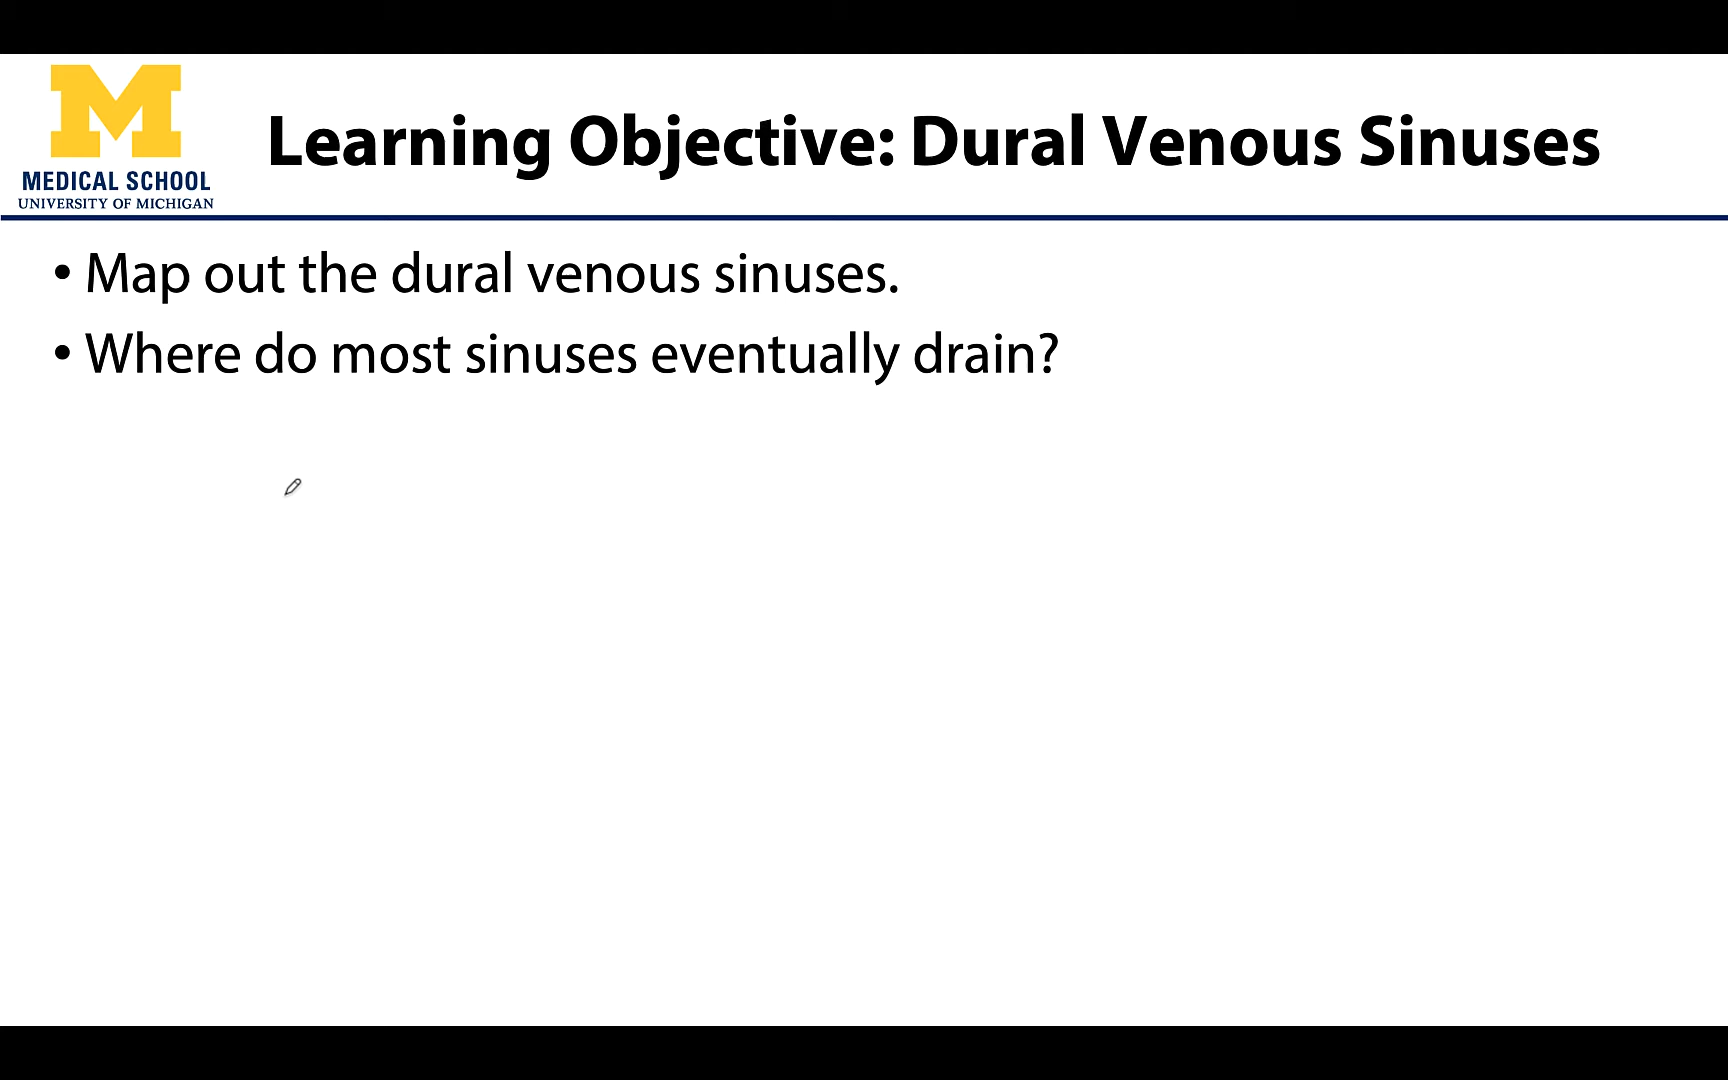 M
MEDICAL SCHOOL
UNIVERSITY OF MICHIGAN
Learning Objective: Dural Venous Sinuses
• Map out the dural venous sinuses.
• Where do most sinuses eventually drain?